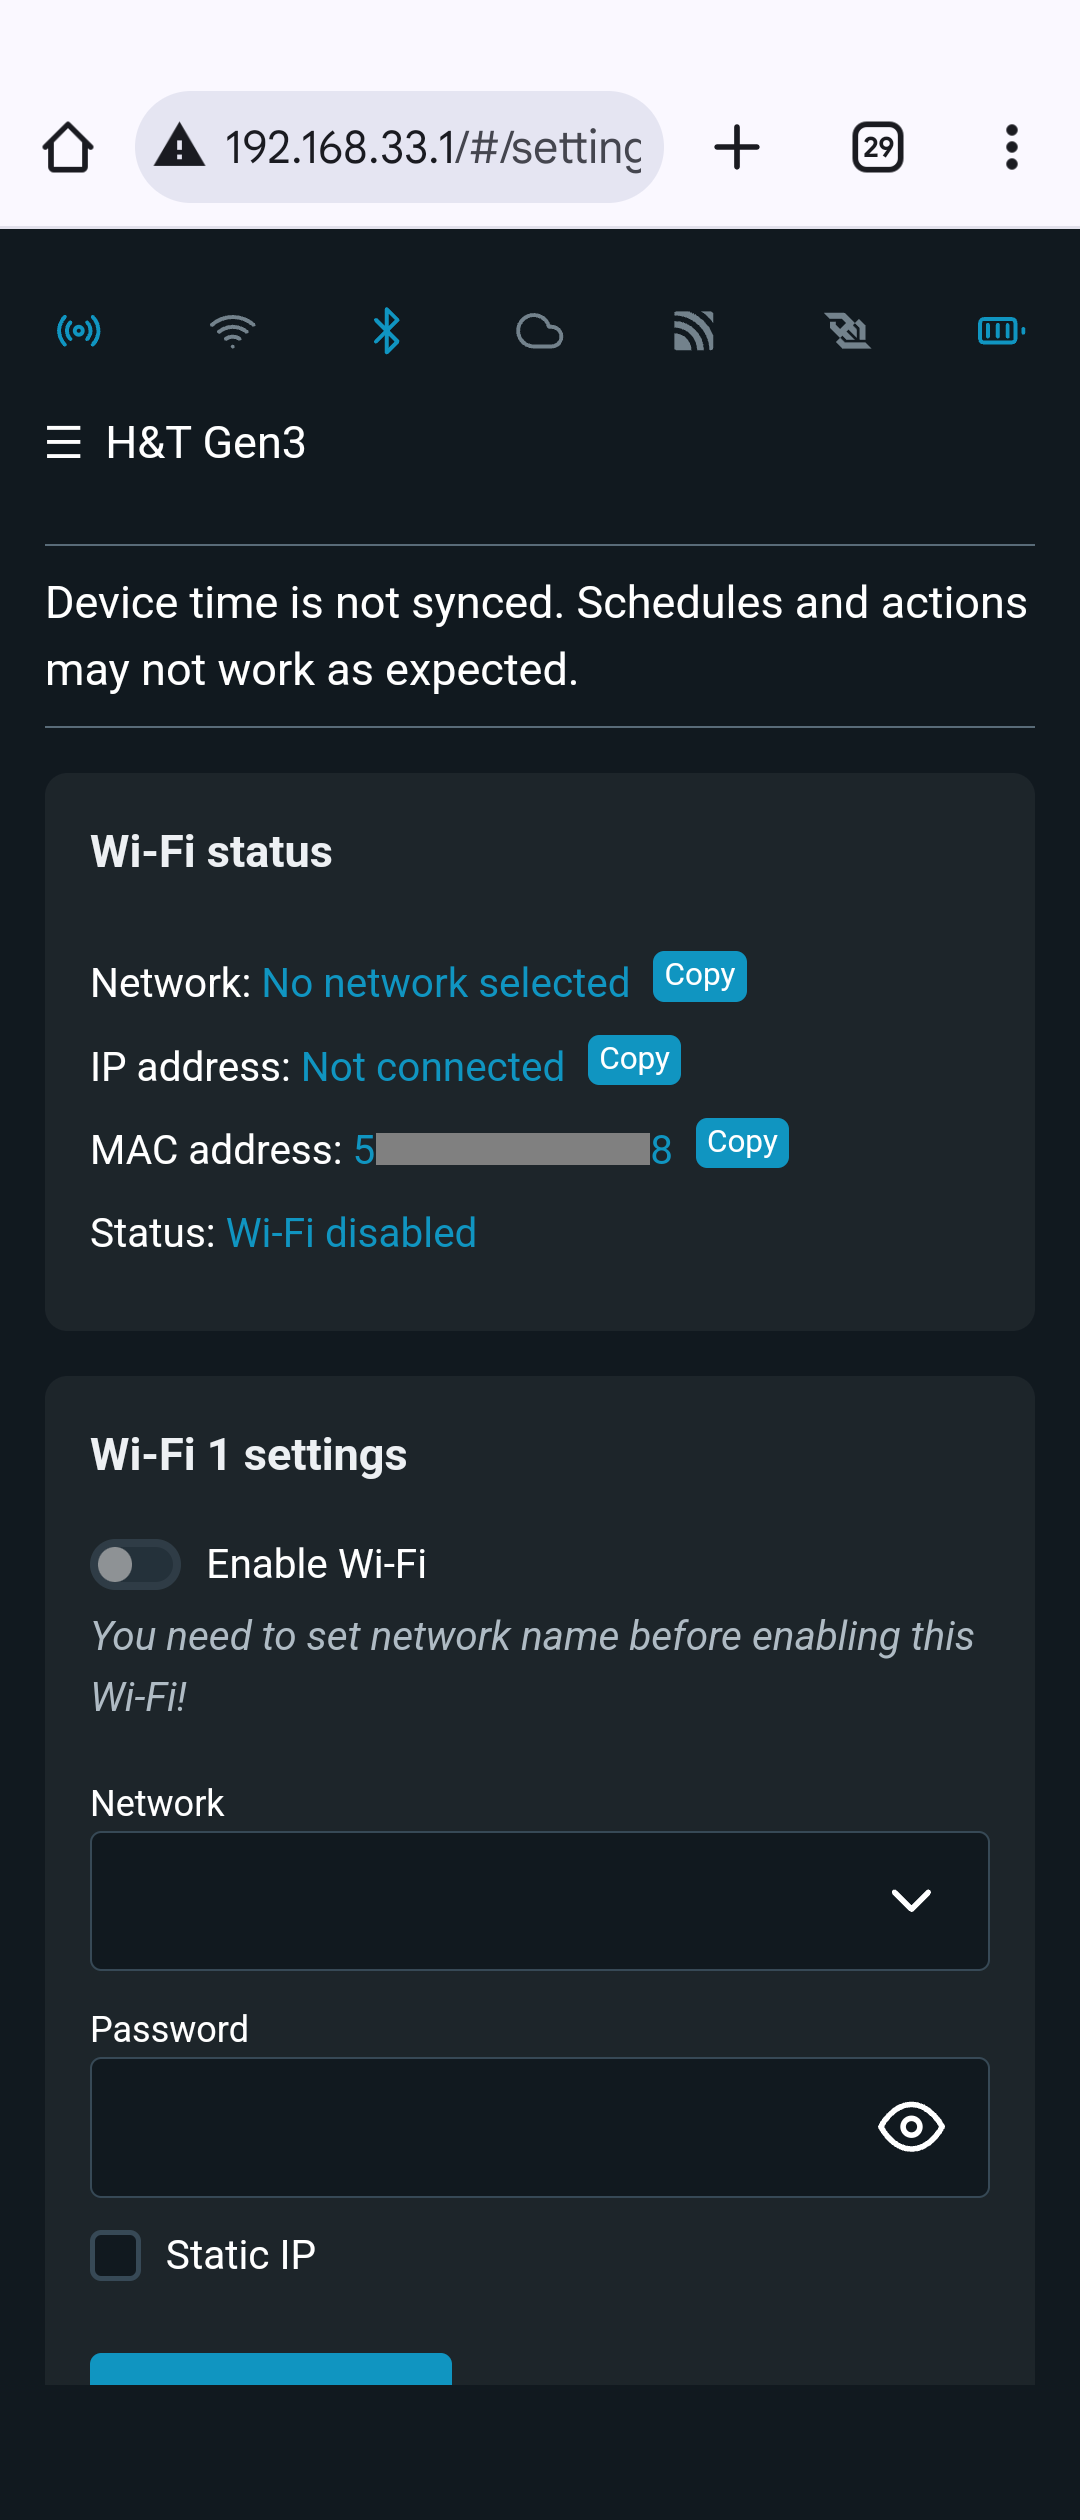 192.168.33.1/#/setting
29
H&T Gen3
Device time is not synced. Schedules and actions
may not work as expected.
Wi-Fi status
Network: No network selected Copy
IP address: Not connected Copy
MAC address: 5 8 Copy
Status: Wi-Fi disabled
Wi-Fi 1 settings
Enable Wi-Fi
You need to set network name before enabling this
Wi-Fi!
Network
Password
Static IP